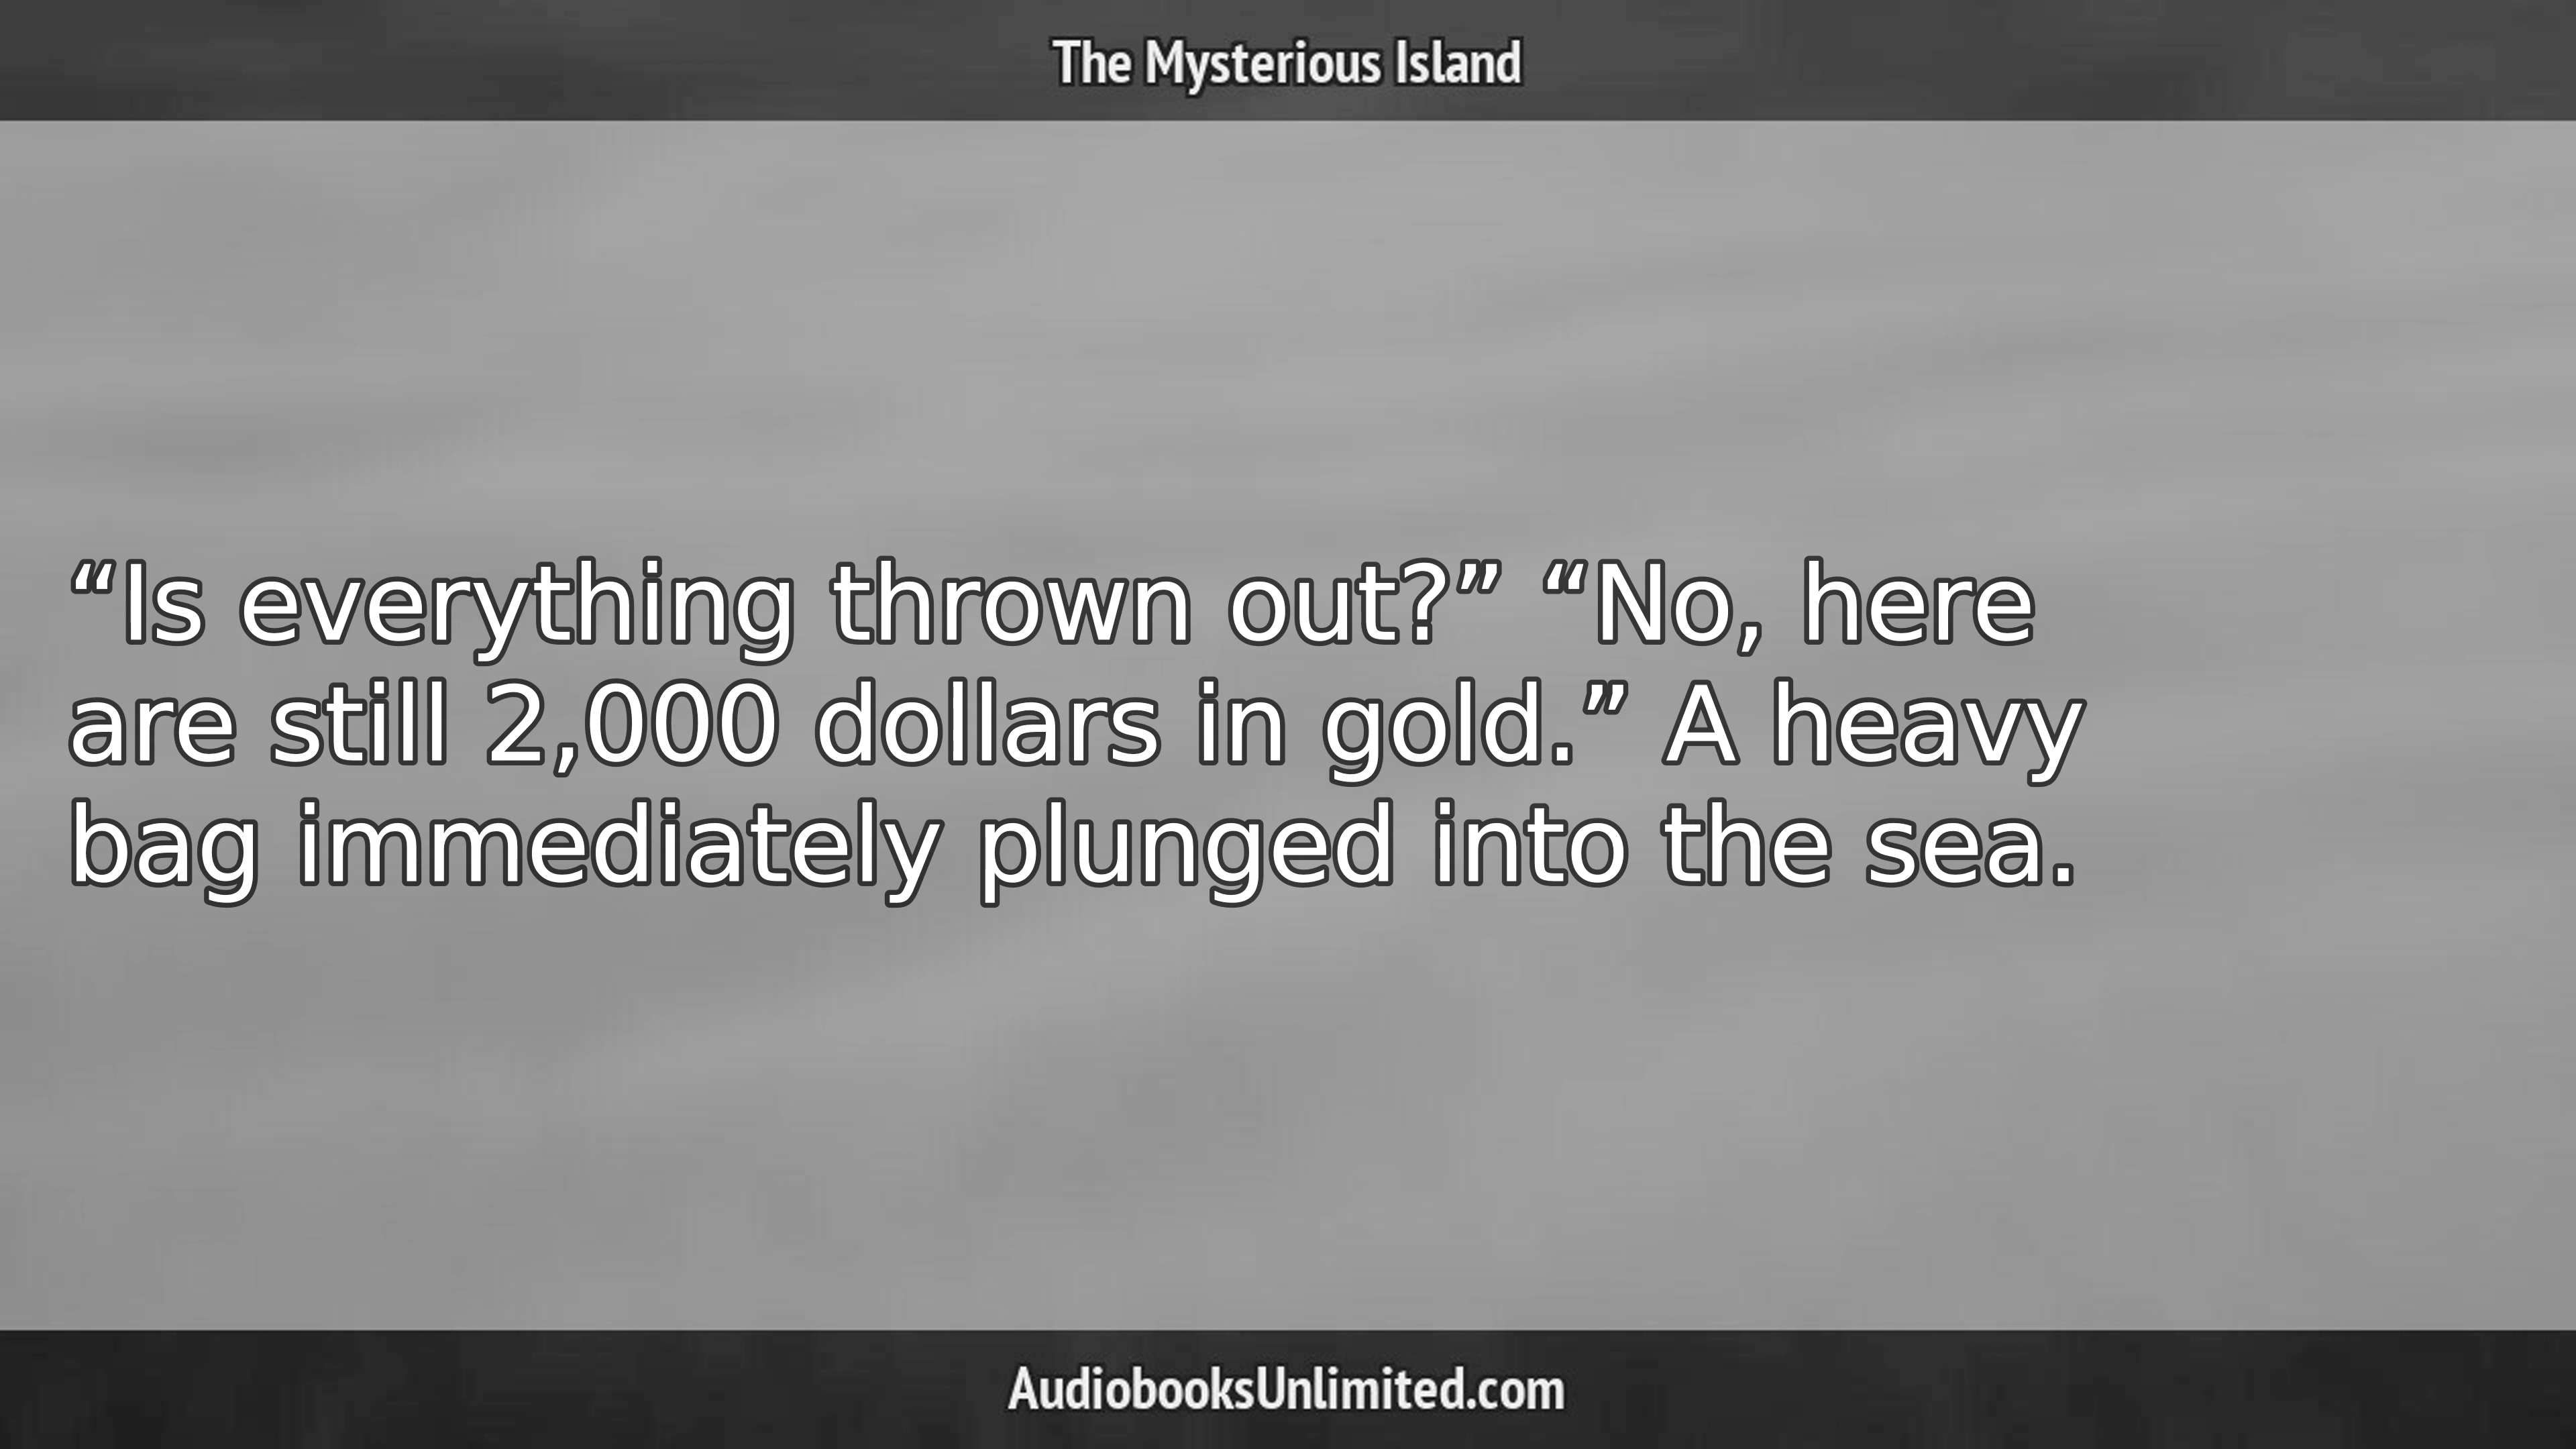 The Mysterious Island
“Is everything thrown out?” “No, here
are still 2,000 dollars in gold.” A heavy
bag immediately plunged into the sea.
AudiobooksUnlimited.com